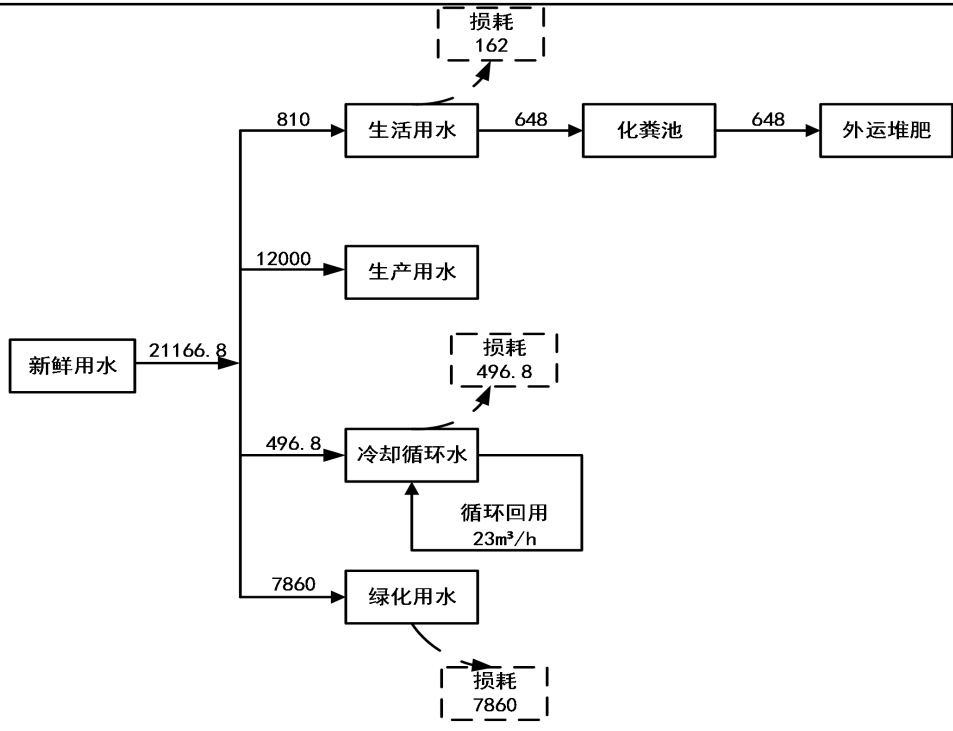 损耗
162
810
生活用水
648
化粪池
648
外运堆肥
12000
生产用水
新鲜用水
21166.8
损耗
496.8
496.8
冷却循环水
循环回用
23m³/h
7860
绿化用水
损耗
7860